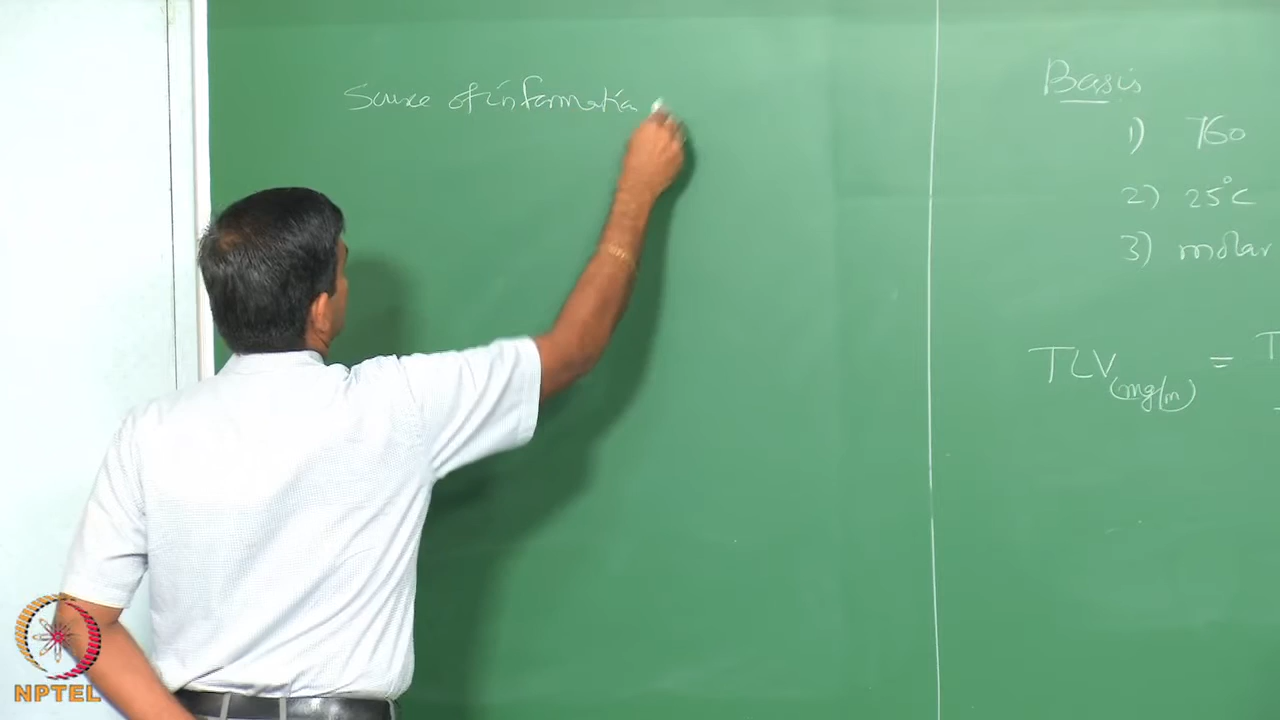 Source of informatio
Basis
1) 760
2) 25°C
3) molar
TLV(mg/m) = T
NPTEL